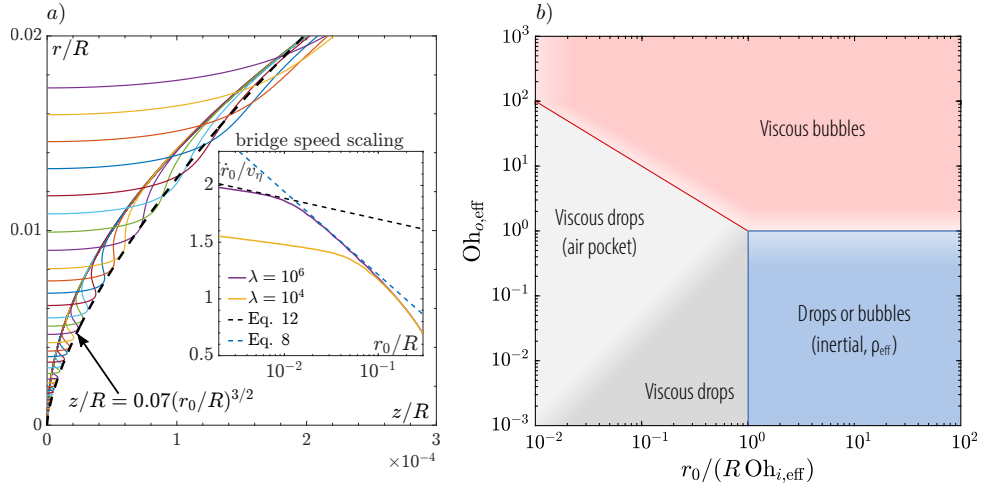 a)
r/R
0.02
0.01
0
0
1
2
3
z/R
×10⁻⁴
z/R = 0.07(r₀/R)³ᐟ²
bridge speed scaling
ṙ₀/v_η
2
1.5
1
0.5
λ = 10⁶
λ = 10⁴
Eq. 12
Eq. 8
r₀/R
10⁻²
10⁻¹
b)
Oh_{o,eff}
10³
10²
10¹
10⁰
10⁻¹
10⁻²
10⁻³
Viscous bubbles
Viscous drops
(air pocket)
Drops or bubbles
(inertial, ρ_eff)
Viscous drops
10⁻²
10⁻¹
10⁰
10¹
10²
r₀/(R Oh_{i,eff})